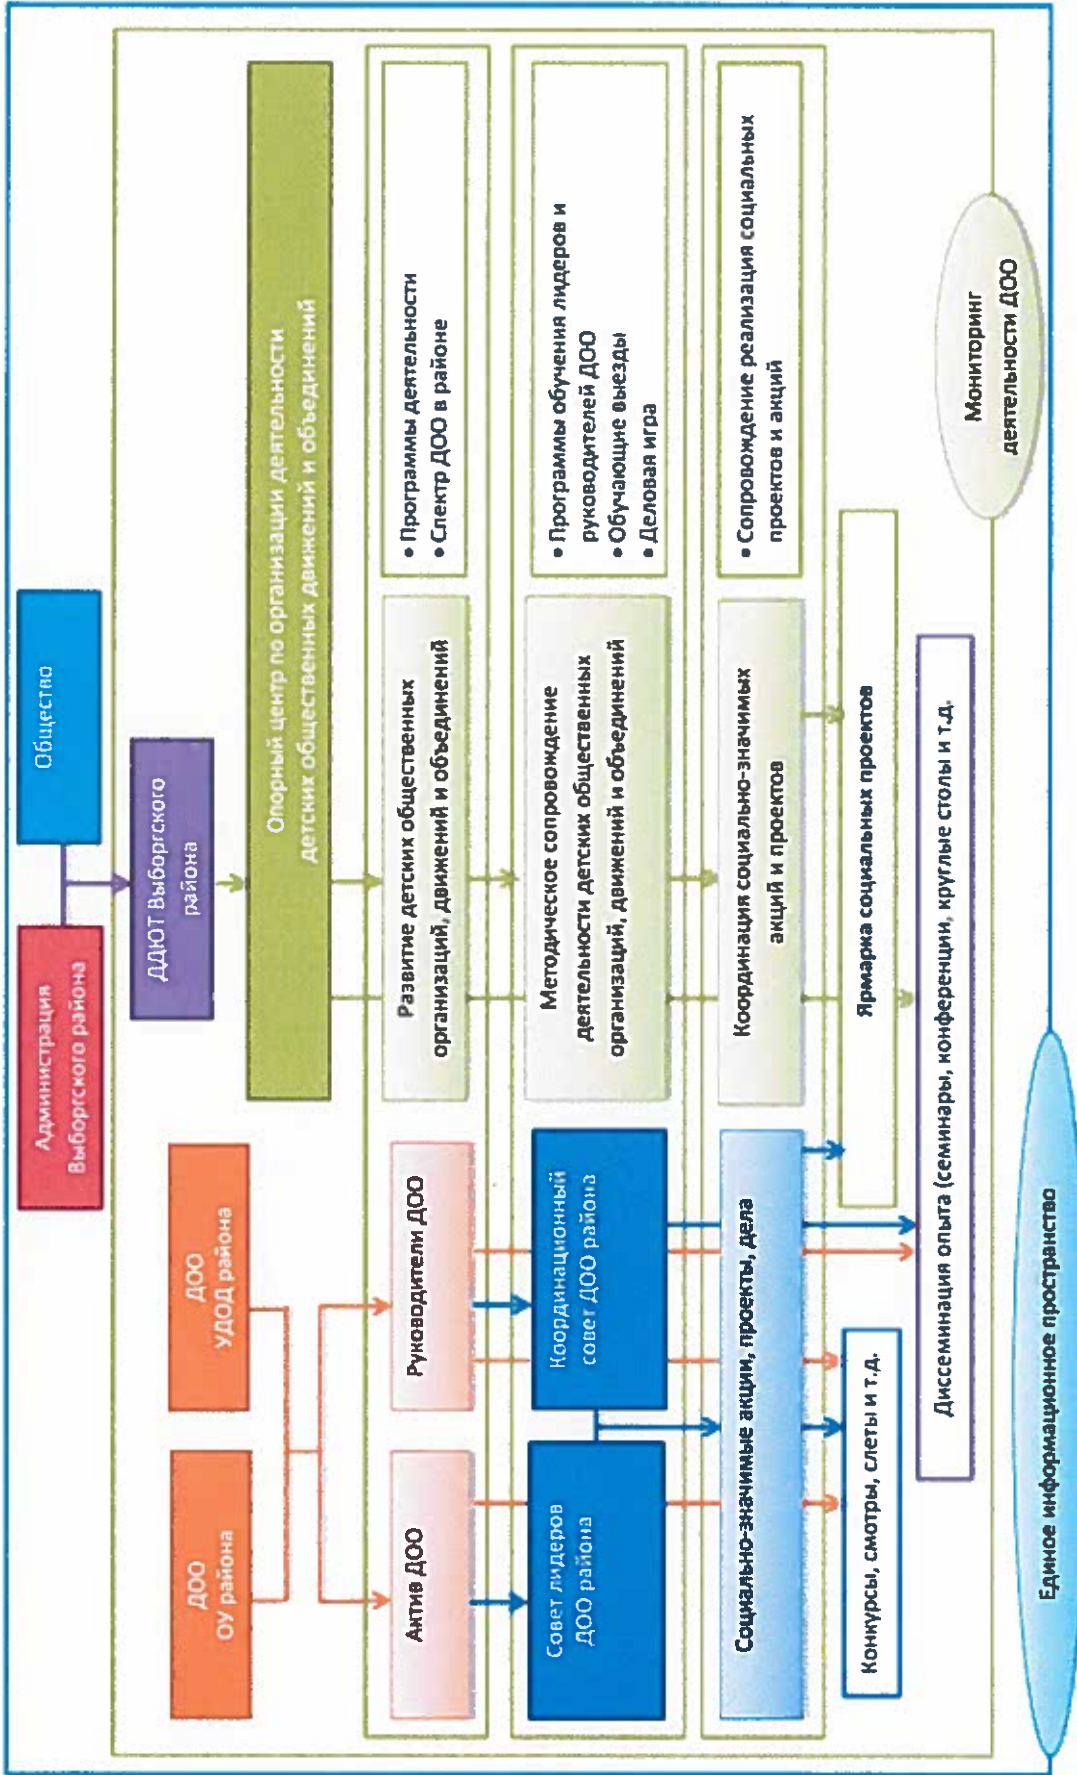 Администрация
Выборгского района
Общество
ДДЮТ Выборгского
района
ДОО
ОУ района
ДОО
УДОД района
Опорный центр по организации деятельности
детских общественных движений и объединений
Актив ДОО
Руководители ДОО
Развитие детских общественных
организаций, движений и объединений
• Программы деятельности
• Спектр ДОО в районе
Совет лидеров
ДОО района
Координационный
совет ДОО района
Методическое сопровождение
деятельности детских общественных
организаций, движений и объединений
• Программы обучения лидеров и
руководителей ДОО
• Обучающие выезды
• Деловая игра
Социально-значимые акции, проекты, дела
Координация социально-значимых
акций и проектов
• Сопровождение реализация социальных
проектов и акций
Конкурсы, смотры, слеты и т.д.
Ярмарка социальных проектов
Диссеминация опыта (семинары, конференции, круглые столы и т.д.
Мониторинг
деятельности ДОО
Единое информационное пространство